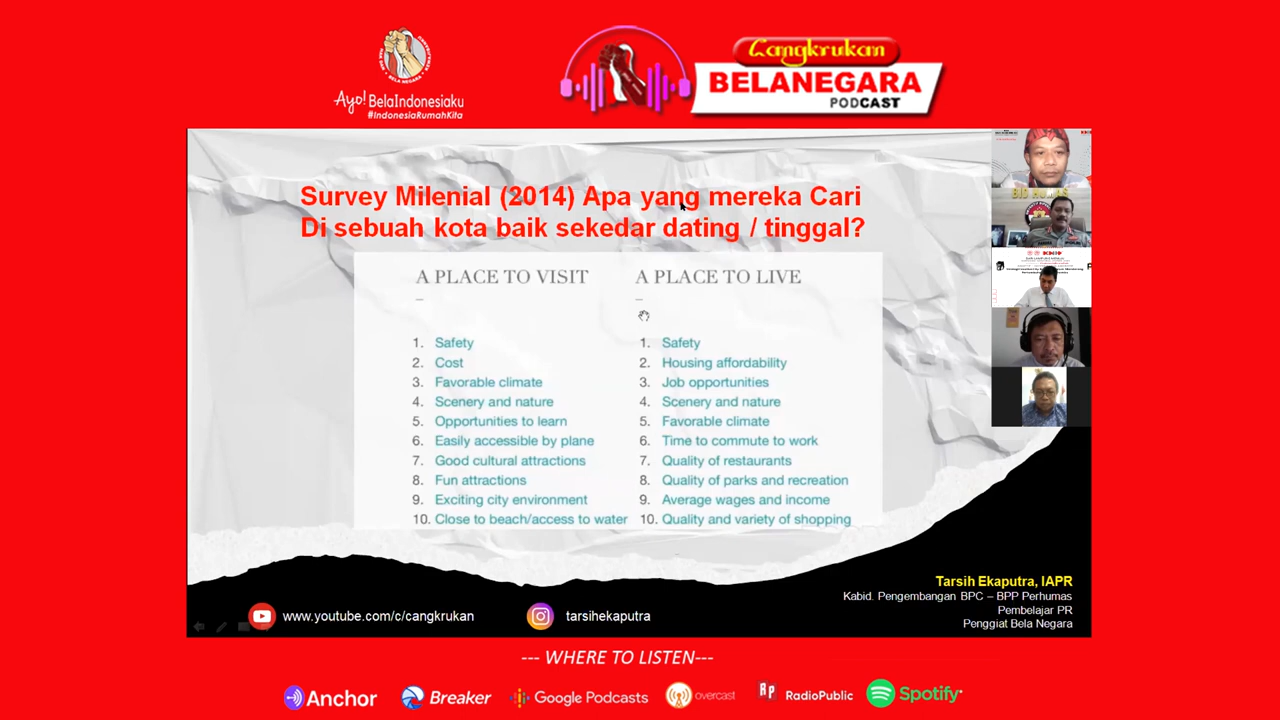 Ayo! BelaIndonesiaku
#IndonesiaRumahKita
Cangkrukan
BELANEGARA
PODCAST
Survey Milenial (2014) Apa yang mereka Cari
Di sebuah kota baik sekedar dating / tinggal?
A PLACE TO VISIT
–
1. Safety
2. Cost
3. Favorable climate
4. Scenery and nature
5. Opportunities to learn
6. Easily accessible by plane
7. Good cultural attractions
8. Fun attractions
9. Exciting city environment
10. Close to beach/access to water
A PLACE TO LIVE
–
1. Safety
2. Housing affordability
3. Job opportunities
4. Scenery and nature
5. Favorable climate
6. Time to commute to work
7. Quality of restaurants
8. Quality of parks and recreation
9. Average wages and income
10. Quality and variety of shopping
Tarsih Ekaputra, IAPR
Kabid. Pengembangan BPC – BPP Perhumas
Pembelajar PR
Penggiat Bela Negara
www.youtube.com/c/cangkrukan
tarsihekaputra
--- WHERE TO LISTEN---
Anchor
Breaker
Google Podcasts
overcast
RP RadioPublic
Spotify